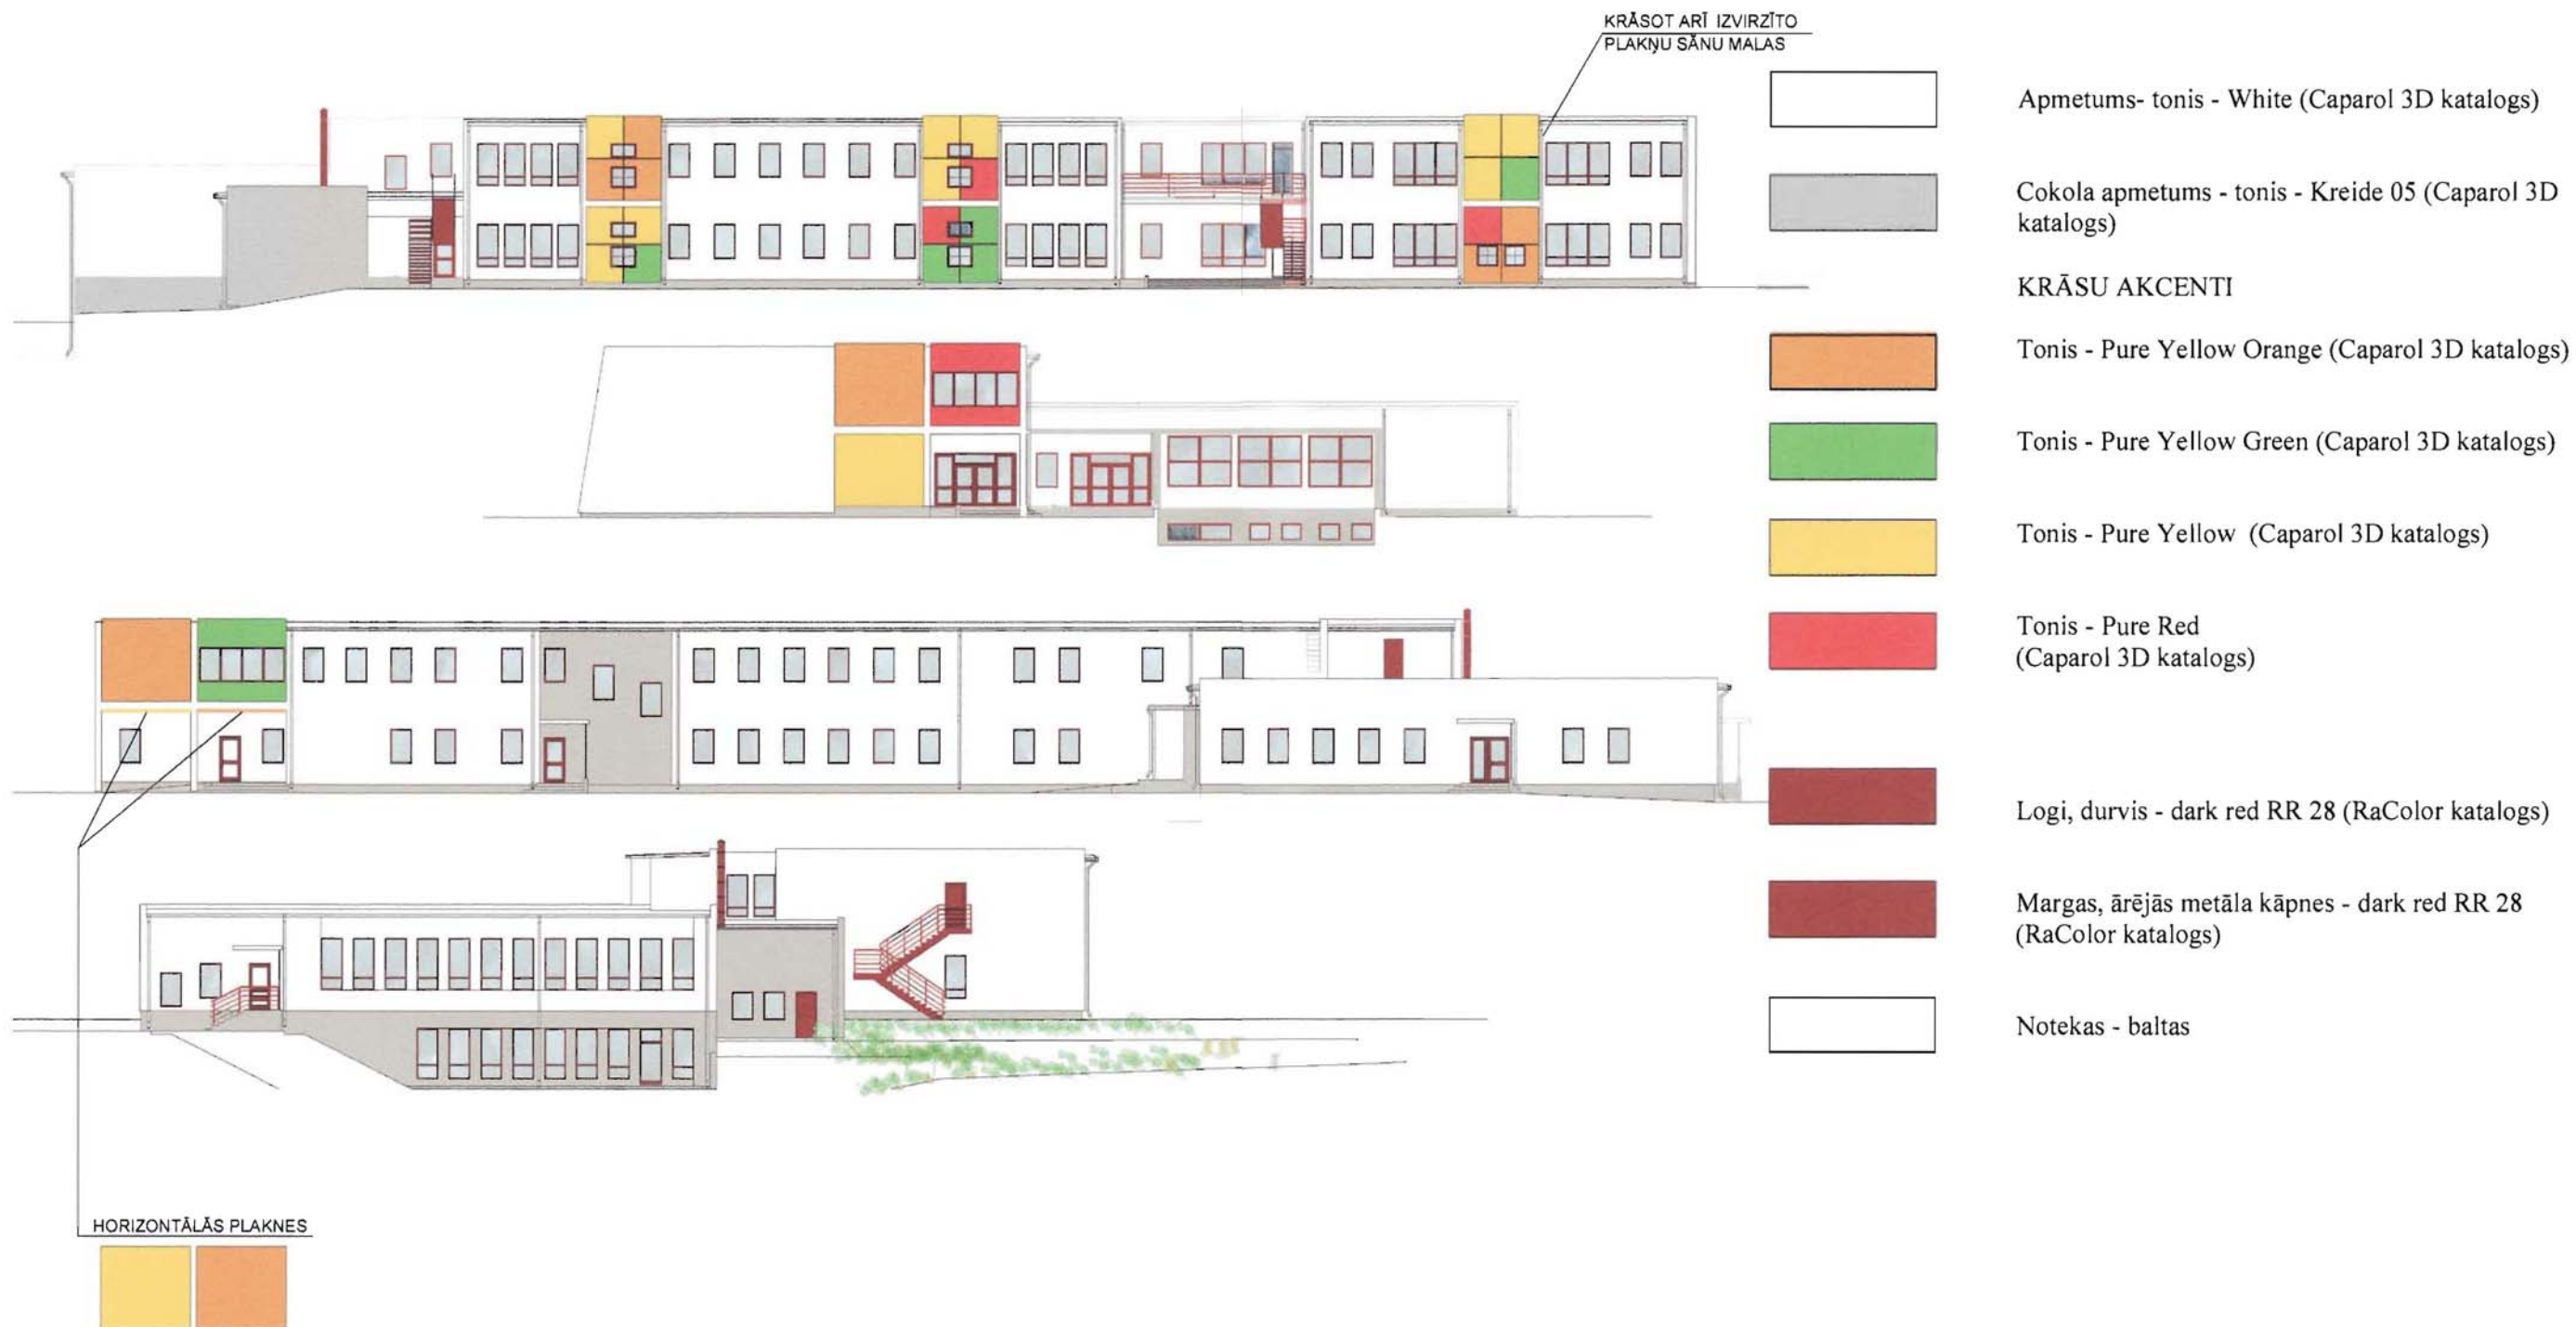 KRĀSOT ARĪ IZVIRZĪTO
PLAKŅU SĀNU MALAS
Apmetums- tonis - White (Caparol 3D katalogs)
Cokola apmetums - tonis - Kreide 05 (Caparol 3D
katalogs)
KRĀSU AKCENTI
Tonis - Pure Yellow Orange (Caparol 3D katalogs)
Tonis - Pure Yellow Green (Caparol 3D katalogs)
Tonis - Pure Yellow (Caparol 3D katalogs)
Tonis - Pure Red
(Caparol 3D katalogs)
Logi, durvis - dark red RR 28 (RaColor katalogs)
Margas, ārējās metāla kāpnes - dark red RR 28
(RaColor katalogs)
Notekas - baltas
HORIZONTĀLĀS PLAKNES